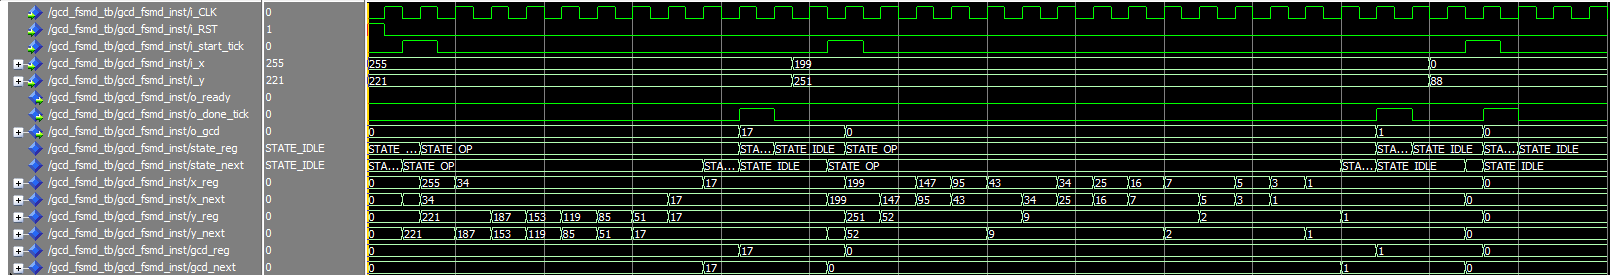 /gcd_fsmd_tb/gcd_fsmd_inst/i_CLK 0
/gcd_fsmd_tb/gcd_fsmd_inst/i_RST 1
/gcd_fsmd_tb/gcd_fsmd_inst/i_start_tick 0
/gcd_fsmd_tb/gcd_fsmd_inst/i_x 255 255 199 0
/gcd_fsmd_tb/gcd_fsmd_inst/i_y 221 221 251 88
/gcd_fsmd_tb/gcd_fsmd_inst/o_ready 0
/gcd_fsmd_tb/gcd_fsmd_inst/o_done_tick 0
/gcd_fsmd_tb/gcd_fsmd_inst/o_gcd 0 0 17 0 1 0
/gcd_fsmd_tb/gcd_fsmd_inst/state_reg STATE_IDLE STATE_... STATE_OP STA... STATE_IDLE STATE_OP STA... STATE_IDLE STA... STATE_IDLE
/gcd_fsmd_tb/gcd_fsmd_inst/state_next STATE_IDLE STA... STATE_OP STA... STATE_IDLE STATE_OP STA... STATE_IDLE STATE_IDLE
/gcd_fsmd_tb/gcd_fsmd_inst/x_reg 0 0 255 34 17 199 147 95 43 34 25 16 7 5 3 1 0
/gcd_fsmd_tb/gcd_fsmd_inst/x_next 0 0 34 17 199 147 95 43 34 25 16 7 5 3 1 0
/gcd_fsmd_tb/gcd_fsmd_inst/y_reg 0 0 221 187 153 119 85 51 17 251 52 9 2 1 0
/gcd_fsmd_tb/gcd_fsmd_inst/y_next 0 0 221 187 153 119 85 51 17 52 9 2 1 0
/gcd_fsmd_tb/gcd_fsmd_inst/gcd_reg 0 0 17 0 1 0
/gcd_fsmd_tb/gcd_fsmd_inst/gcd_next 0 0 17 0 1 0